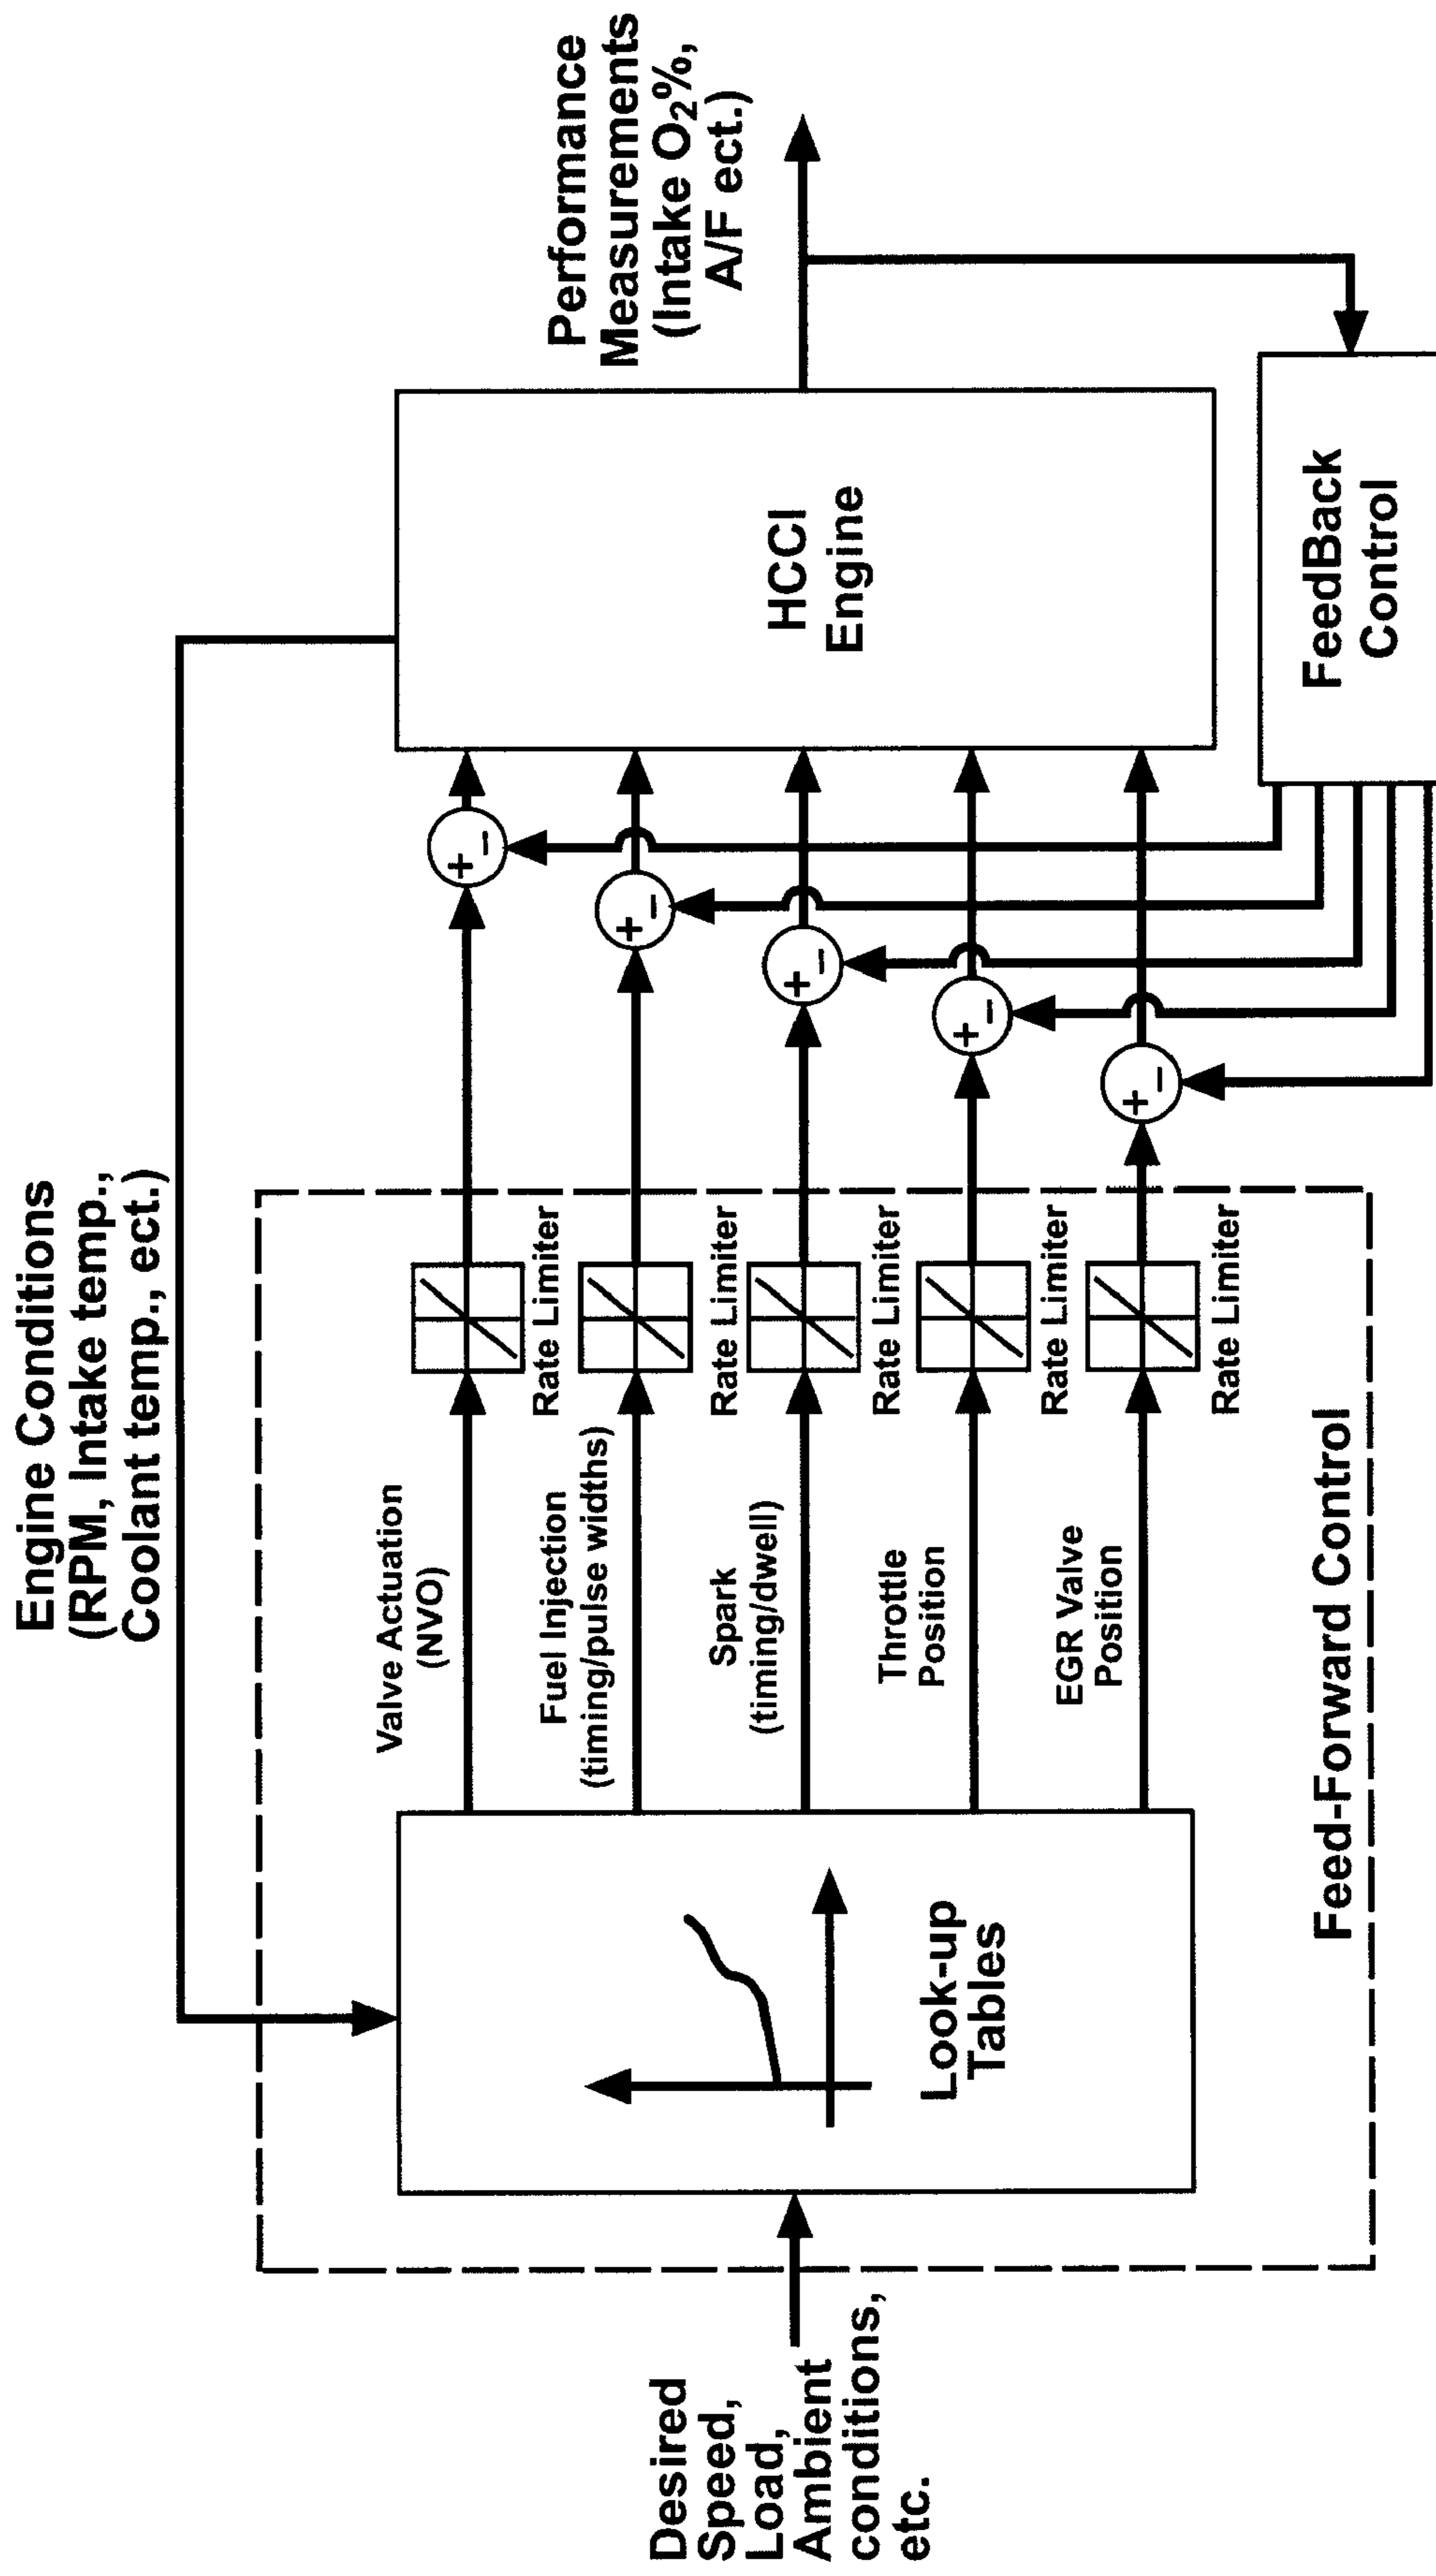 Engine Conditions
(RPM, Intake temp.,
Coolant temp., ect.)
Desired
Speed,
Load,
Ambient
conditions,
etc.
Look-up
Tables
Valve Actuation
(NVO)
Rate Limiter
Fuel Injection
(timing/pulse widths)
Rate Limiter
Spark
(timing/dwell)
Rate Limiter
Throttle
Position
Rate Limiter
EGR Valve
Position
Rate Limiter
Feed-Forward Control
+ −
+ −
+ −
+ −
+ −
HCCI
Engine
Performance
Measurements
(Intake O₂%,
A/F ect.)
FeedBack
Control